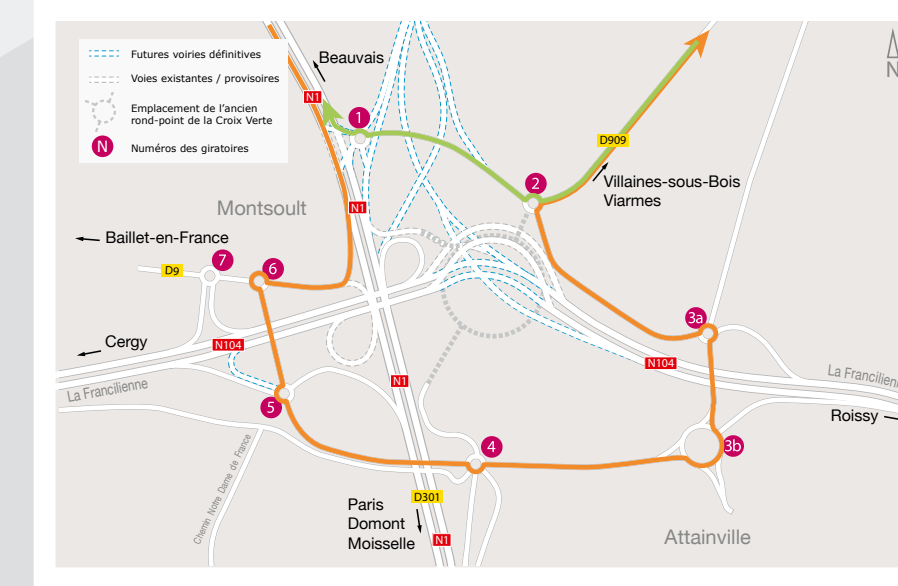 Futures voiries définitives
Voies existantes / provisoires
Emplacement de l'ancien
rond-point de la Croix Verte
N
Numéros des giratoires
Beauvais
N1
1
N
D909
2
Villaines-sous-Bois
Viarmes
N1
Montsoult
Baillet-en-France
7
6
D9
3a
Cergy
N104
N104
La Francilienne
La Francilien
N1
5
Roissy
4
3b
Chemin Notre Dame de France
D301
Paris
Domont
Moisselle
N1
Attainville